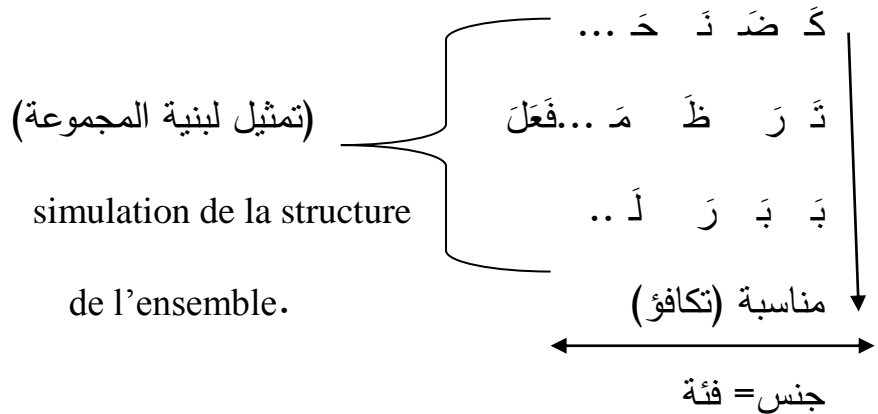 كَ ضَـ نَـ حَـ ...
تَـ رَ ظَ مَـ ...فَعَلَ
(تمثيل لبنية المجموعة)
بَـ بَـ رَ لَـ ..
simulation de la structure
de l’ensemble.
مناسبة (تكافؤ)
جنس= فئة